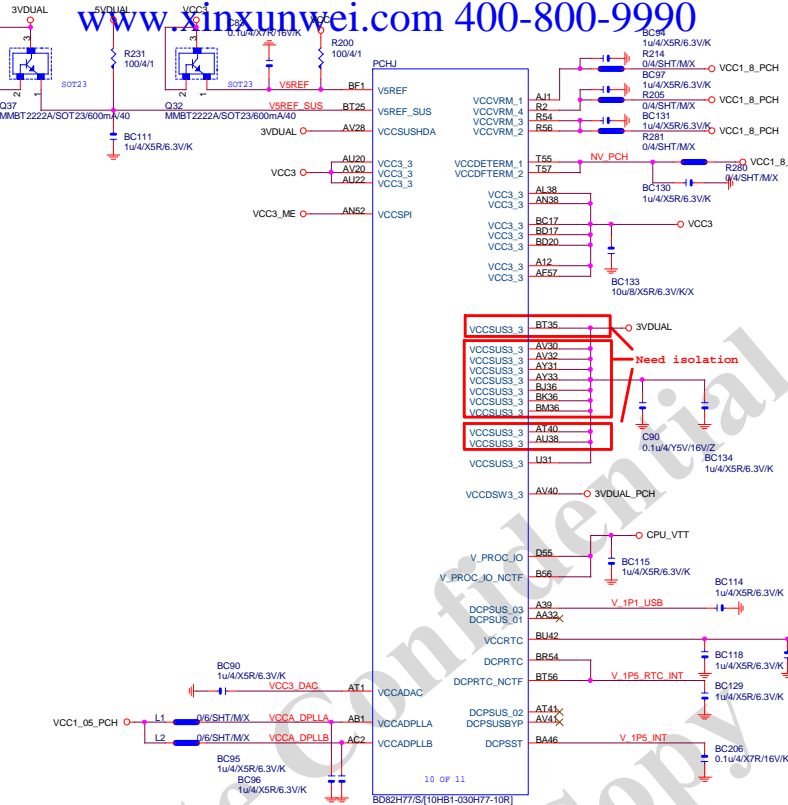 www.xinxunwei.com 400-800-9990
3VDUAL
5VDUAL
VCC3
0.1u/4/X7R/16V/K
R231
100/4/1
R200
100/4/1
SOT23
SOT23
3
2
1
3
2
1
Q37
MMBT2222A/SOT23/600mA/40
Q32
MMBT2222A/SOT23/600mA/40
V5REF
V5REF_SUS
BC111
1u/4/X5R/6.3V/K
3VDUAL
VCC3
VCC3_ME
PCHJ
BF1 V5REF
BT25 V5REF_SUS
AV28 VCCSUSHDA
AU20 VCC3_3
AV20 VCC3_3
AU22 VCC3_3
AN52 VCCSPI
VCCVRM_1 AJ1
VCCVRM_4 R2
VCCVRM_3 R54
VCCVRM_2 R56
BC94
1u/4/X5R/6.3V/K
R214
0/4/SHT/M/X
VCC1_8_PCH
BC97
1u/4/X5R/6.3V/K
R205
0/4/SHT/M/X
VCC1_8_PCH
BC131
1u/4/X5R/6.3V/K
R281
0/4/SHT/M/X
VCC1_8_PCH
VCCDFTERM_1 T55
VCCDFTERM_2 T57
NV_PCH
VCC1_8_
R280
0/4/SHT/M/X
BC130
1u/4/X5R/6.3V/K
VCC3_3 AL38
VCC3_3 AN38
VCC3_3 BC17
VCC3_3 BD17
VCC3_3 BD20
VCC3_3 A12
VCC3_3 AF57
VCC3
BC133
10u/8/X5R/6.3V/K/X
VCCSUS3_3 BT35
3VDUAL
VCCSUS3_3 AV30
VCCSUS3_3 AV32
VCCSUS3_3 AY31
VCCSUS3_3 AY33
VCCSUS3_3 BJ36
VCCSUS3_3 BK36
VCCSUS3_3 BM36
Need isolation
VCCSUS3_3 AT40
VCCSUS3_3 AU38
VCCSUS3_3 U31
C90
0.1u/4/Y5V/16V/Z
BC134
1u/4/X5R/6.3V/K
VCCDSW3_3 AV40
3VDUAL_PCH
CPU_VTT
V_PROC_IO D55
V_PROC_IO_NCTF B56
BC115
1u/4/X5R/6.3V/K
DCPSUS_03 A39
DCPSUS_01 AA32
V_1P1_USB
BC114
1u/4/X5R/6.3V/K
VCCRTC BU42
DCPRTC BR54
DCPRTC_NCTF BT56
V_1P5_RTC_INT
BC118
1u/4/X5R/6.3V/K
BC129
1u/4/X5R/6.3V/K
DCPSUS_02 AT41
DCPSUSBYP AV41
DCPSST BA46
V_1P5_INT
BC206
0.1u/4/X7R/16V/K
BC90
1u/4/X5R/6.3V/K
VCC3_DAC
AT1 VCCADAC
VCC1_05_PCH
L1 0/6/SHT/M/X
VCCA_DPLLA
AB1 VCCADPLLA
L2 0/6/SHT/M/X
VCCA_DPLLB
AC2 VCCADPLLB
BC95
1u/4/X5R/6.3V/K
BC96
1u/4/X5R/6.3V/K
10 OF 11
BD82H77/S/[10HB1-030H77-10R]
Confidential
Copy